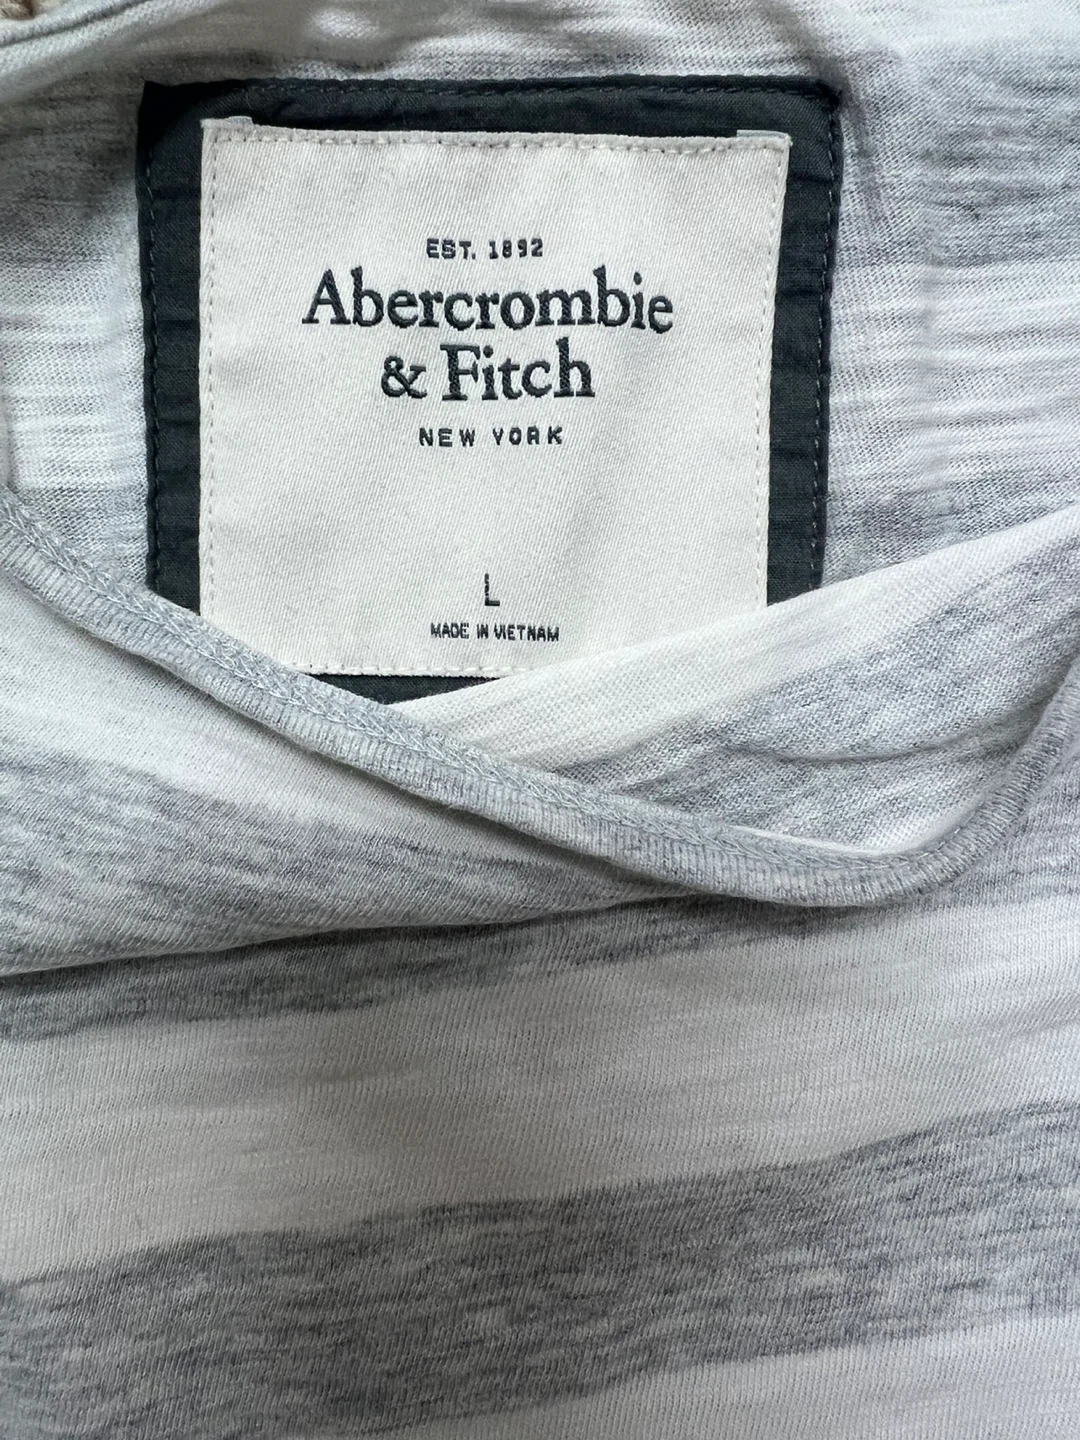 EST. 1892
Abercrombie
& Fitch
NEW YORK
L
MADE IN VIETNAM